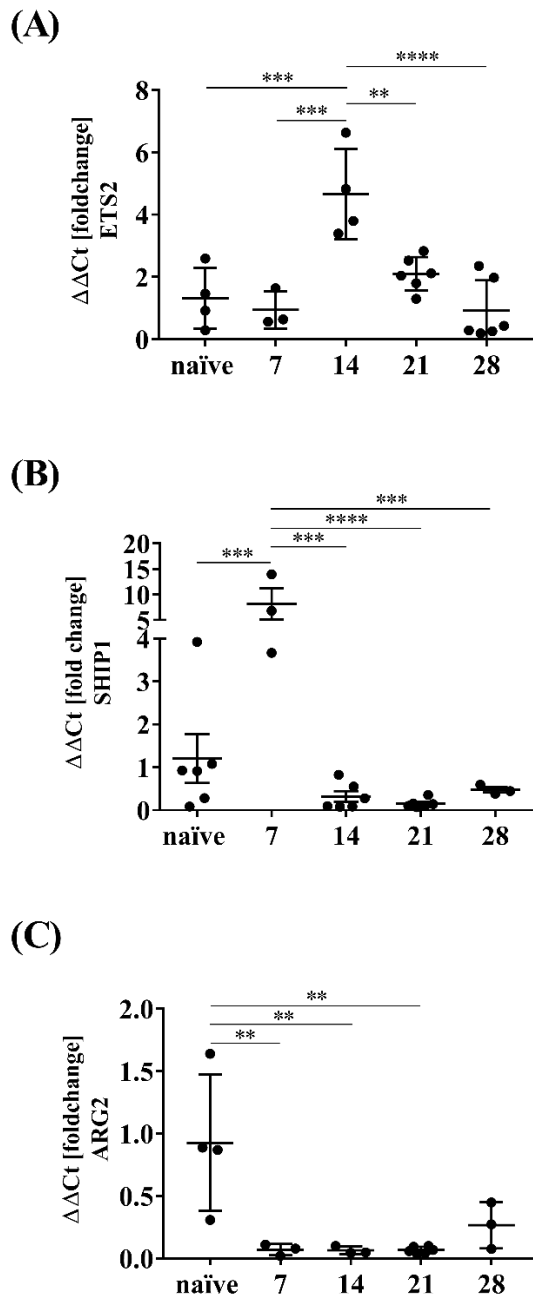 (A)
****
*** **
***
8
6
4
2
0
ΔΔCt [foldchange]
ETS2
naïve 7 14 21 28
(B)
***
****
*** ***
20
15
10
5
4
3
2
1
0
ΔΔCt [fold change]
SHIP1
naïve 7 14 21 28
(C)
**
**
**
2.0
1.5
1.0
0.5
0.0
ΔΔCt [foldchange]
ARG2
naïve 7 14 21 28